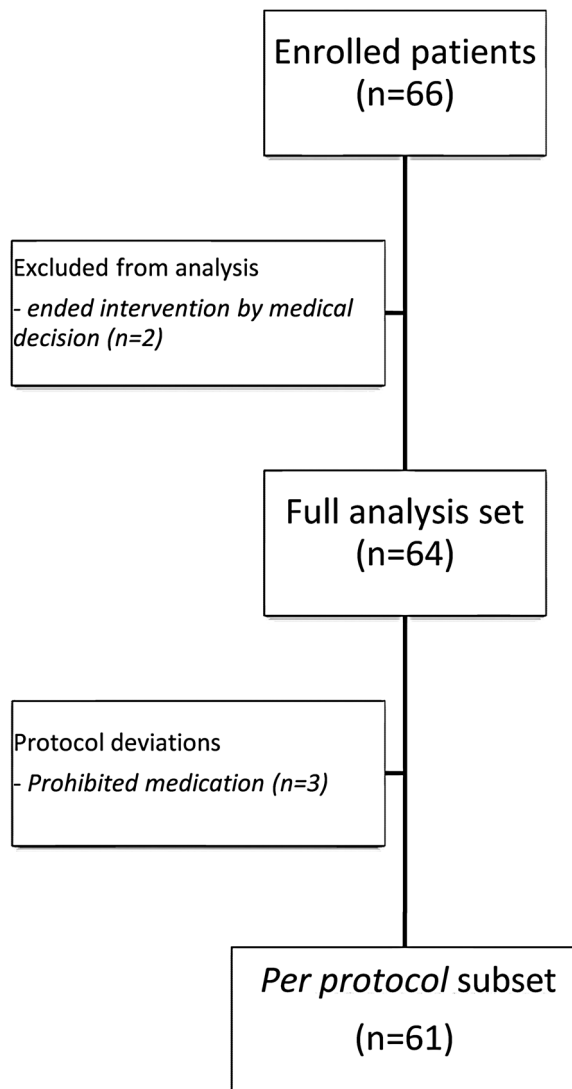 Enrolled patients
(n=66)
Excluded from analysis
- ended intervention by medical
decision (n=2)
Full analysis set
(n=64)
Protocol deviations
- Prohibited medication (n=3)
Per protocol subset
(n=61)